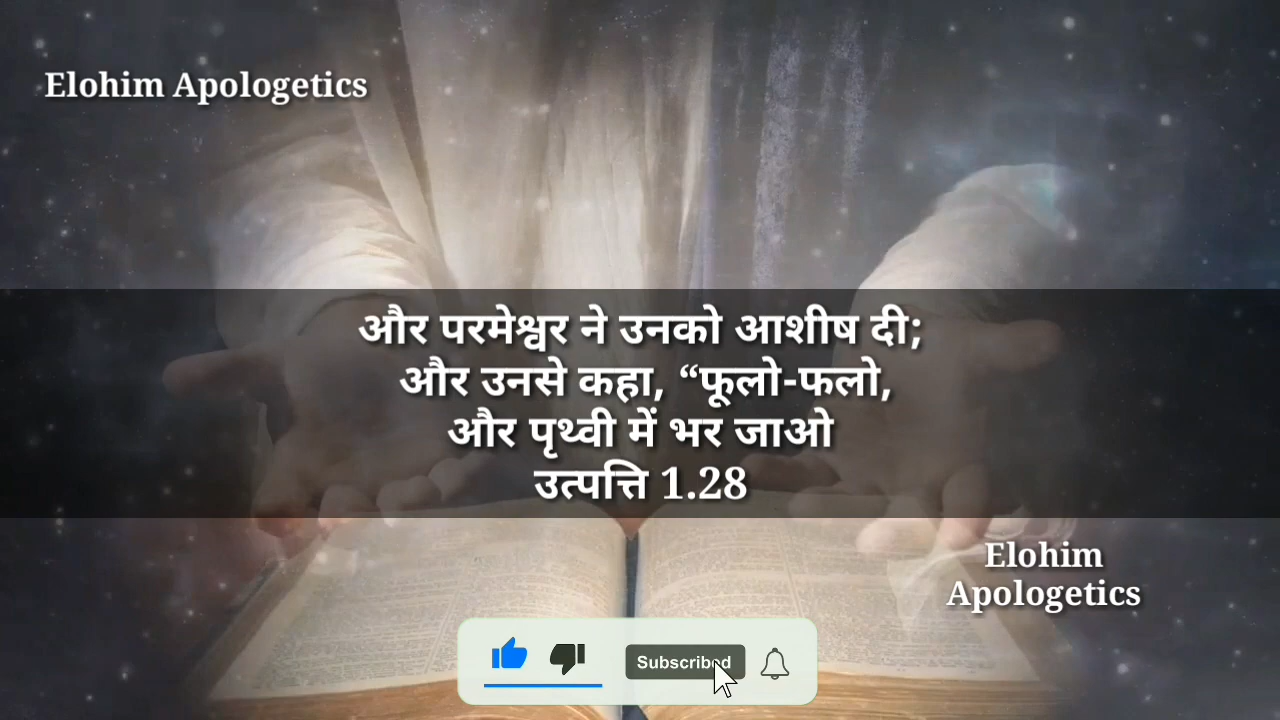 Elohim Apologetics
और परमेश्वर ने उनको आशीष दी;
और उनसे कहा, “फूलो-फलो,
और पृथ्वी में भर जाओ
उत्पत्ति 1.28
Elohim
Apologetics
Subscribed